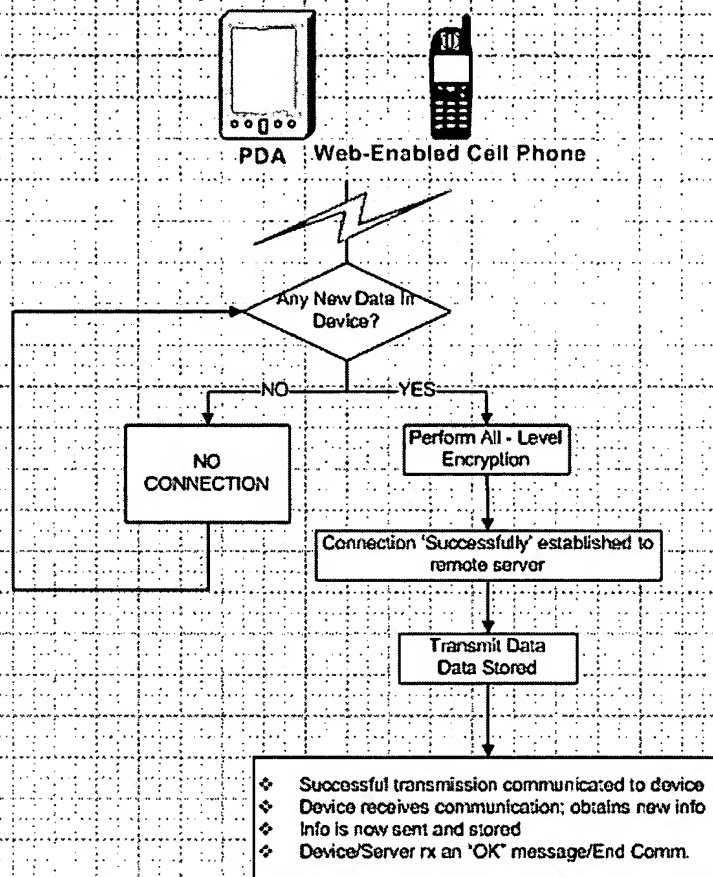 PDA Web-Enabled Cell Phone
Any New Data In
Device?
NO YES
NO
CONNECTION
Perform All - Level
Encryption
Connection 'Successfully' established to
remote server
Transmit Data
Data Stored
❖ Successful transmission communicated to device
❖ Device receives communication; obtains new info
❖ Info is now sent and stored
❖ Device/Server rx an "OK" message/End Comm.